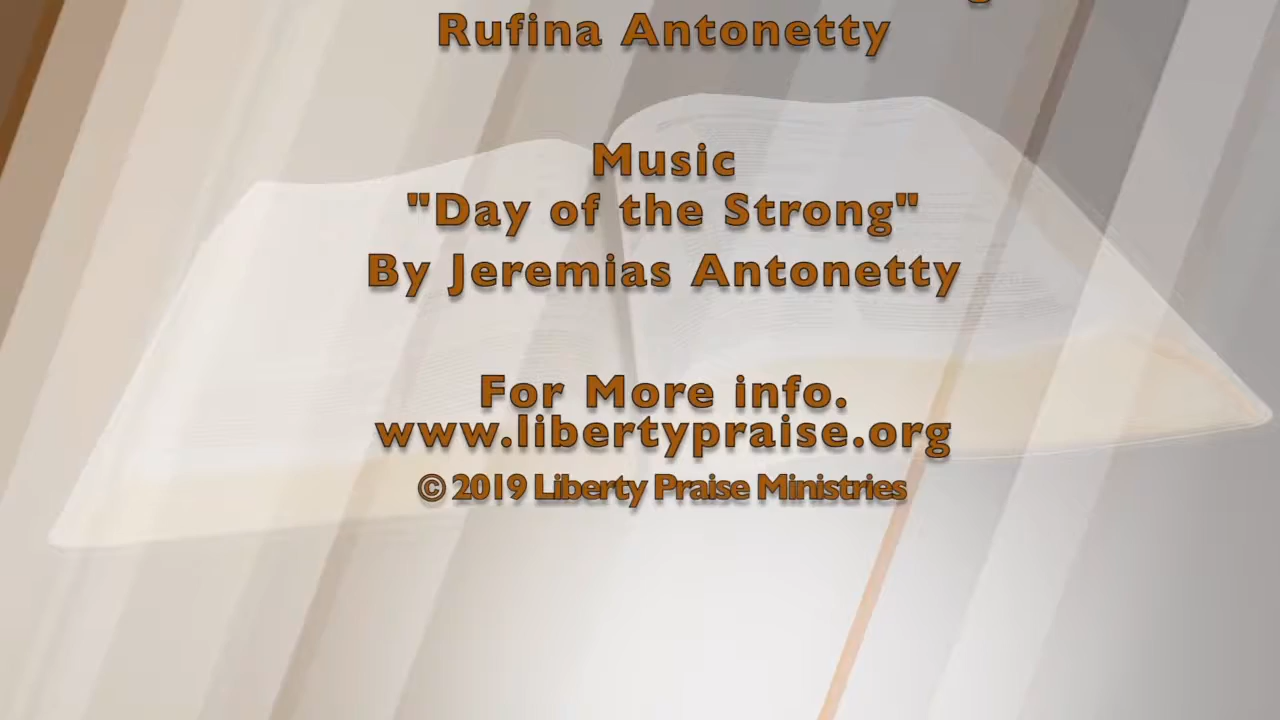 Rufina Antonetty
Music
"Day of the Strong"
By Jeremias Antonetty
For More info.
www.libertypraise.org
© 2019 Liberty Praise Ministries